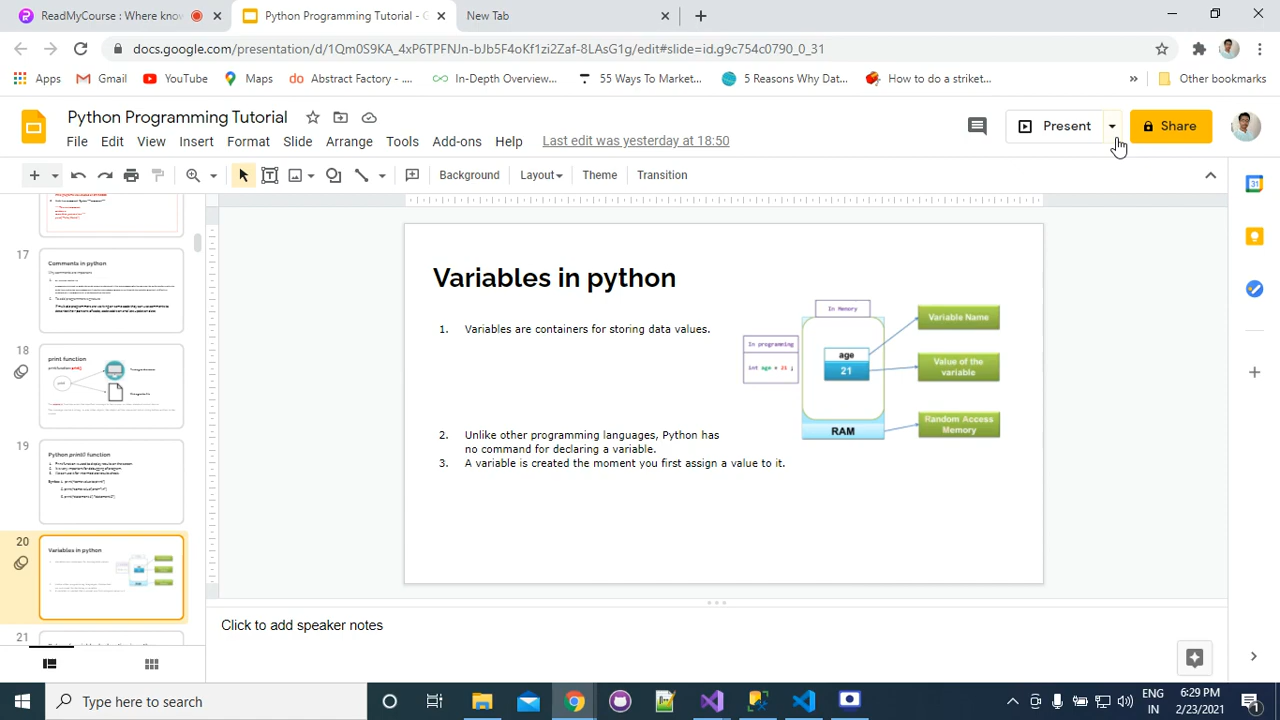 ReadMyCourse : Where know
Python Programming Tutorial - G
New Tab
docs.google.com/presentation/d/1Qm0S9KA_4xP6TPFNJn-bJb5F4oKf1zi2Zaf-8LAsG1g/edit#slide=id.g9c754c0790_0_31
Apps
Gmail
YouTube
Maps
Abstract Factory - ....
In-Depth Overview...
55 Ways To Market...
5 Reasons Why Dat...
How to do a striket...
»
Other bookmarks
Python Programming Tutorial
Present
Share
File Edit View Insert Format Slide Arrange Tools Add-ons Help Last edit was yesterday at 18:50
Background Layout Theme Transition
17
Comments in python
18
print function
19
Python print() function
20
Variables in python
21
Variables in python
1. Variables are containers for storing data values.
2. Unlike other programming languages, Python has
no command for declaring a variable.
3. A variable is created the moment you first assign a value to it.
In Memory
In programming
int age = 21 ;
age
21
RAM
Variable Name
Value of the
variable
Random Access
Memory
Click to add speaker notes
Type here to search
ENG
IN
6:29 PM
2/23/2021
1